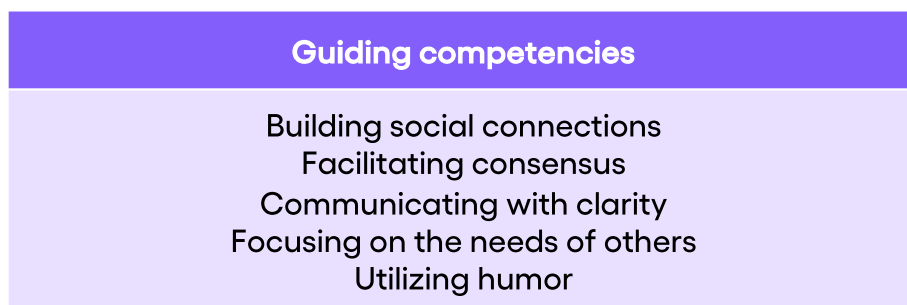 Guiding competencies
Building social connections
Facilitating consensus
Communicating with clarity
Focusing on the needs of others
Utilizing humor